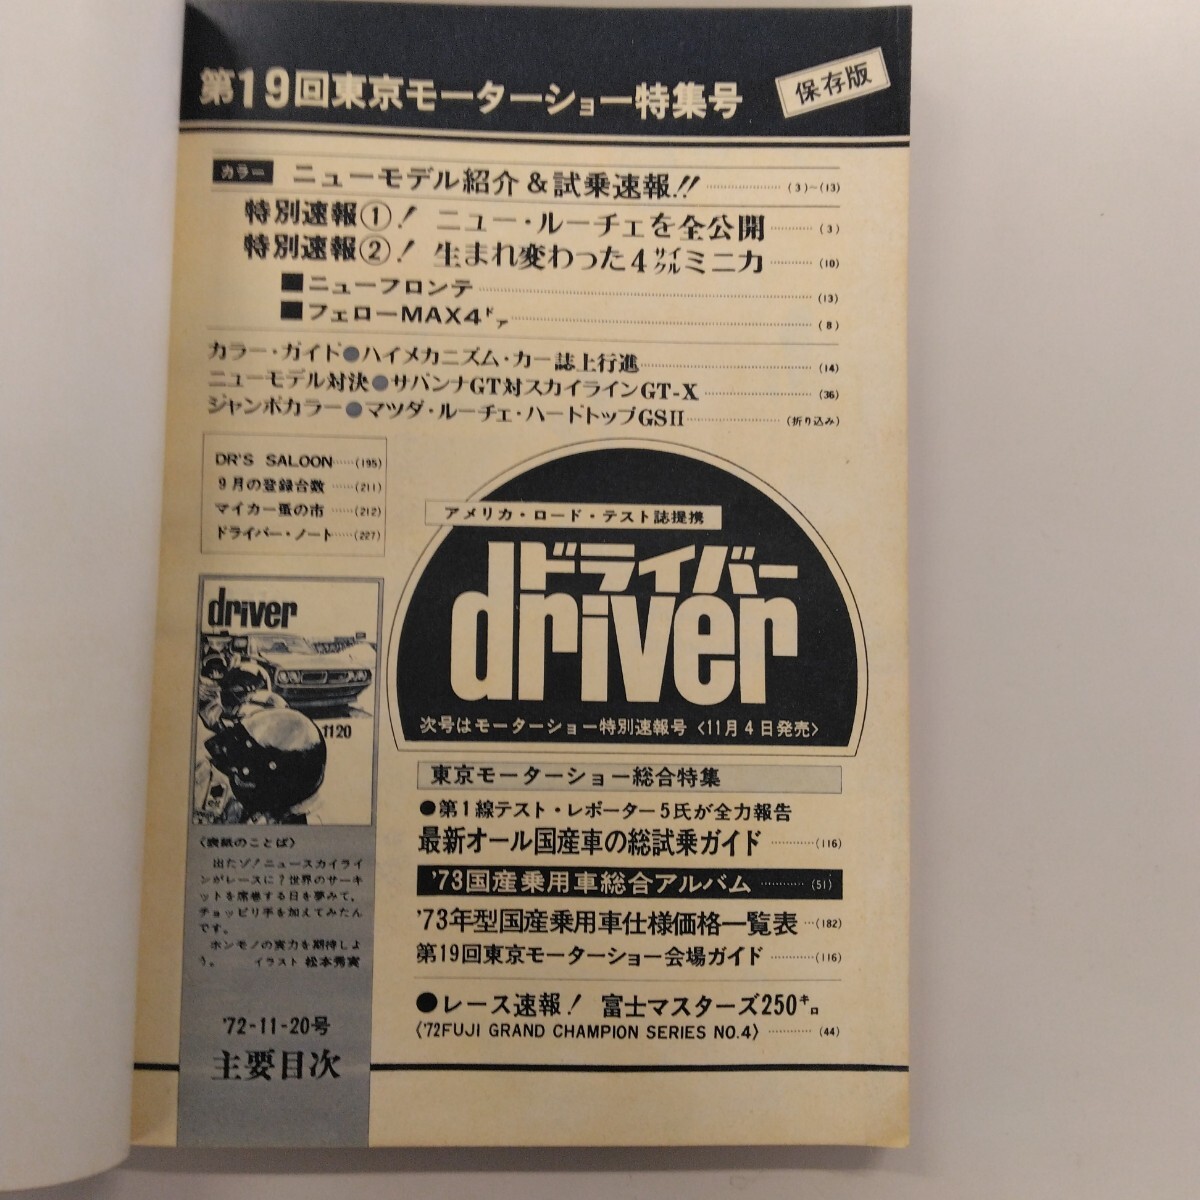 第19回東京モーターショー特集号
保存版
カラー ニューモデル紹介&試乗速報!! (3)~(13)
特別速報①! ニュー・ルーチェを全公開 (3)
特別速報②! 生まれ変わった4サイクルミニカ (10)
■ニューフロンテ (13)
■フェローMAX4ドア (8)
カラー・ガイド●ハイメカニズム・カー誌上行進 (14)
ニューモデル対決●サバンナGT対スカイラインGT-X (36)
ジャンボカラー●マツダ・ルーチェ・ハードトップGSII (折り込み)
DR'S SALOON……(195)
9月の登録台数……(211)
マイカー蚤の市……(212)
ドライバー・ノート……(227)
アメリカ・ロード・テスト誌提携
ドライバー
driver
次号はモーターショー特別速報号〈11月4日発売〉
driver
1120
〈表紙のことば〉
出たゾ!ニュースカイライ
ンがレースに?世界のサーキ
ットを席巻する日を夢みて、
チョッピリ手を加えてみたん
です。
ホンモノの実力を期待しよ
う。 イラスト 松本秀実
'72-11-20号
主要目次
東京モーターショー総合特集
●第1線テスト・レポーター5氏が全力報告
最新オール国産車の総試乗ガイド (116)
'73国産乗用車総合アルバム (51)
'73年型国産乗用車仕様価格一覧表 (182)
第19回東京モーターショー会場ガイド (116)
●レース速報! 富士マスターズ250キロ
〈'72FUJI GRAND CHAMPION SERIES NO.4〉 (44)